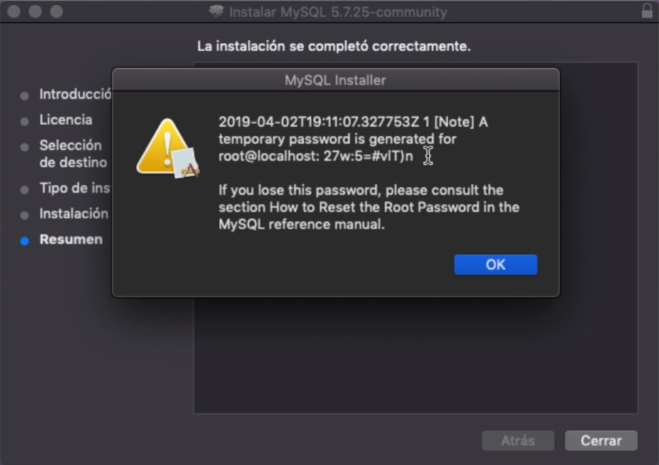 Instalar MySQL 5.7.25-community
La instalación se completó correctamente.
MySQL Installer
Introducció
Licencia
Selección
de destino
Tipo de ins
Instalación
Resumen
2019-04-02T19:11:07.327753Z 1 [Note] A
temporary password is generated for
root@localhost: 27w:5=#vIT)n
If you lose this password, please consult the
section How to Reset the Root Password in the
MySQL reference manual.
OK
Atrás
Cerrar